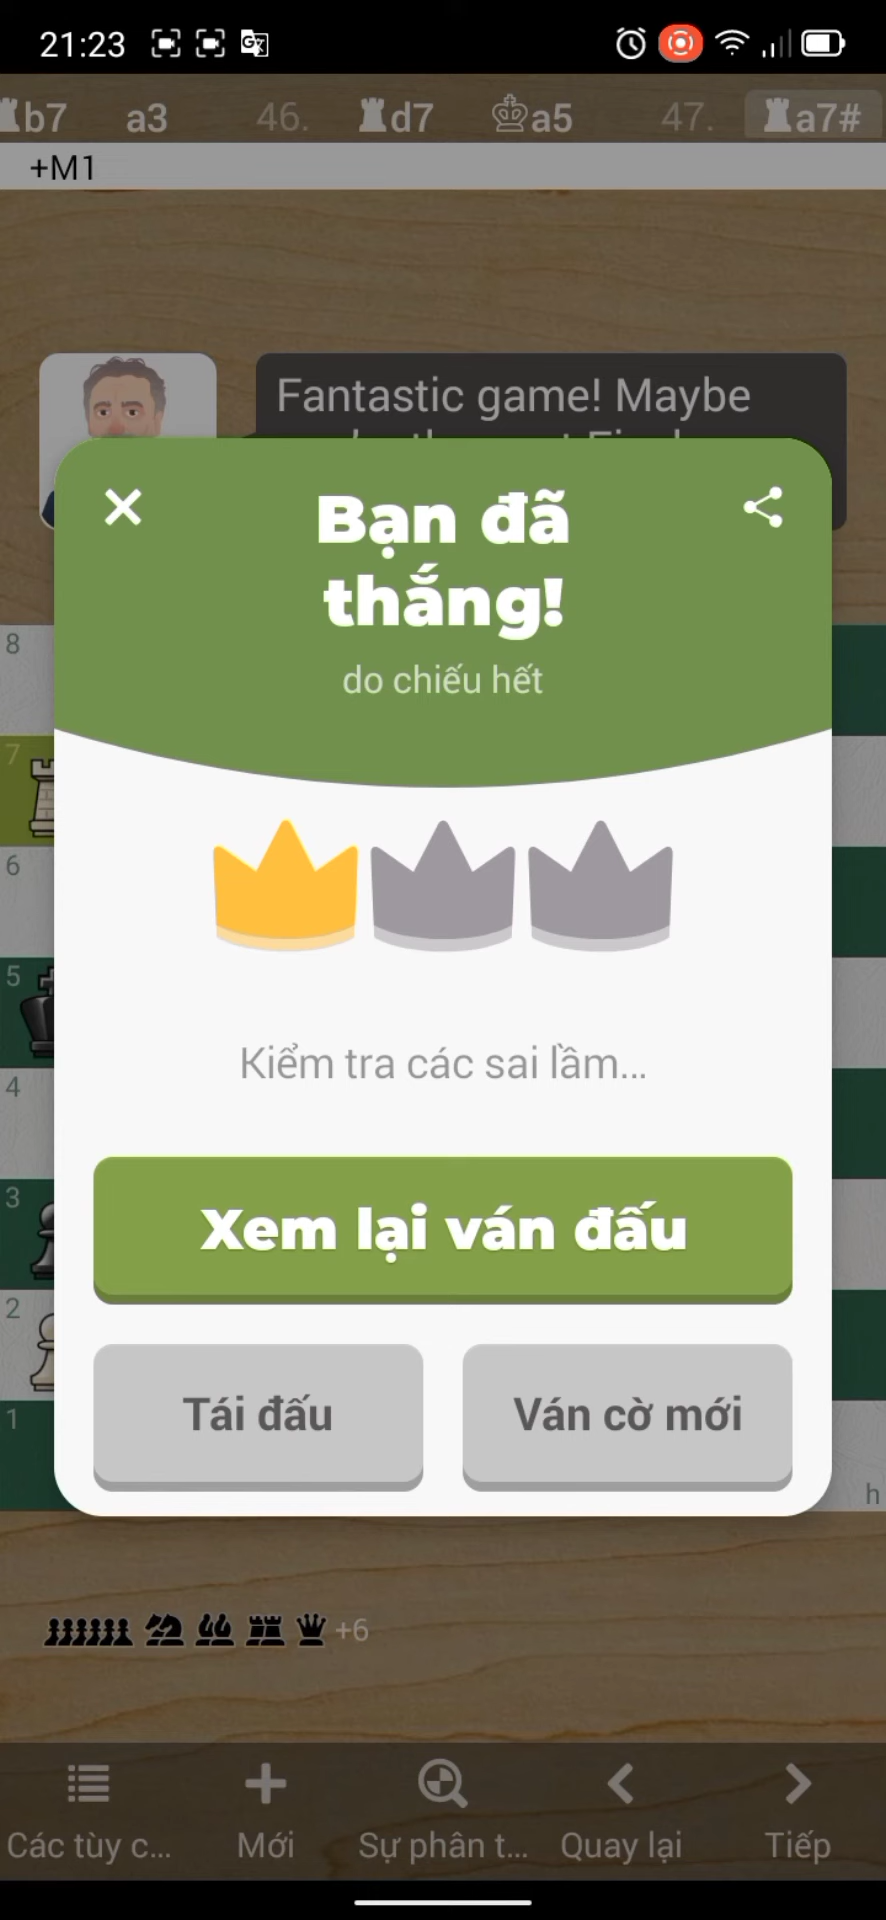 21:23
b7 a3 46. d7 a5 47. a7#
+M1
Fantastic game! Maybe
Bạn đã
thắng!
do chiếu hết
8
7
6
5
4
3
2
1
Kiểm tra các sai lầm...
Xem lại ván đấu
Tái đấu Ván cờ mới
h
+6
Các tùy c... Mới Sự phân t... Quay lại Tiếp